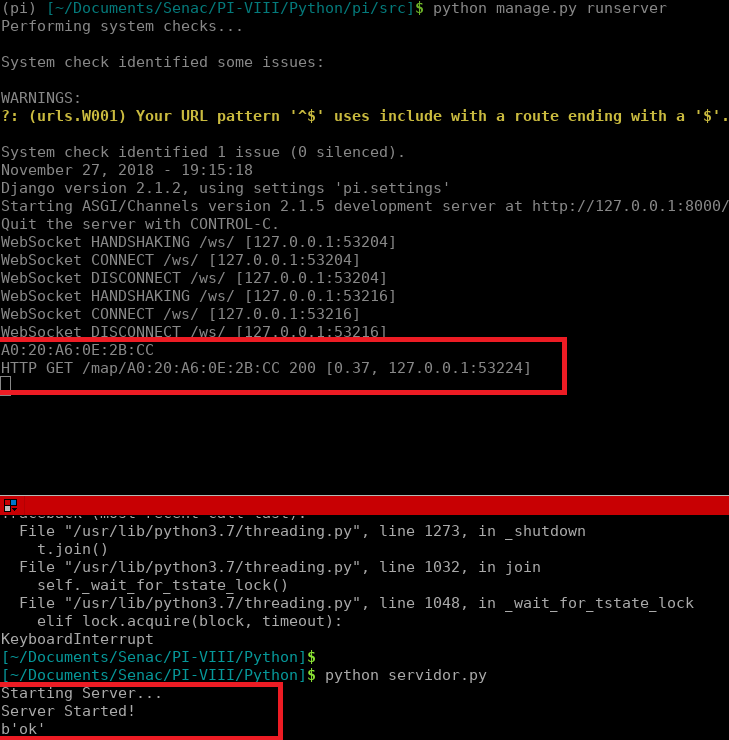 (pi) [~/Documents/Senac/PI-VIII/Python/pi/src]$ python manage.py runserver
Performing system checks...
System check identified some issues:
WARNINGS:
?: (urls.W001) Your URL pattern '^$' uses include with a route ending with a '$'.
System check identified 1 issue (0 silenced).
November 27, 2018 - 19:15:18
Django version 2.1.2, using settings 'pi.settings'
Starting ASGI/Channels version 2.1.5 development server at http://127.0.0.1:8000/
Quit the server with CONTROL-C.
WebSocket HANDSHAKING /ws/ [127.0.0.1:53204]
WebSocket CONNECT /ws/ [127.0.0.1:53204]
WebSocket DISCONNECT /ws/ [127.0.0.1:53204]
WebSocket HANDSHAKING /ws/ [127.0.0.1:53216]
WebSocket CONNECT /ws/ [127.0.0.1:53216]
WebSocket DISCONNECT /ws/ [127.0.0.1:53216]
A0:20:A6:0E:2B:CC
HTTP GET /map/A0:20:A6:0E:2B:CC 200 [0.37, 127.0.0.1:53224]
Traceback (most recent call last):
File "/usr/lib/python3.7/threading.py", line 1273, in _shutdown
t.join()
File "/usr/lib/python3.7/threading.py", line 1032, in join
self._wait_for_tstate_lock()
File "/usr/lib/python3.7/threading.py", line 1048, in _wait_for_tstate_lock
elif lock.acquire(block, timeout):
KeyboardInterrupt
[~/Documents/Senac/PI-VIII/Python]$
[~/Documents/Senac/PI-VIII/Python]$ python servidor.py
Starting Server...
Server Started!
b'ok'